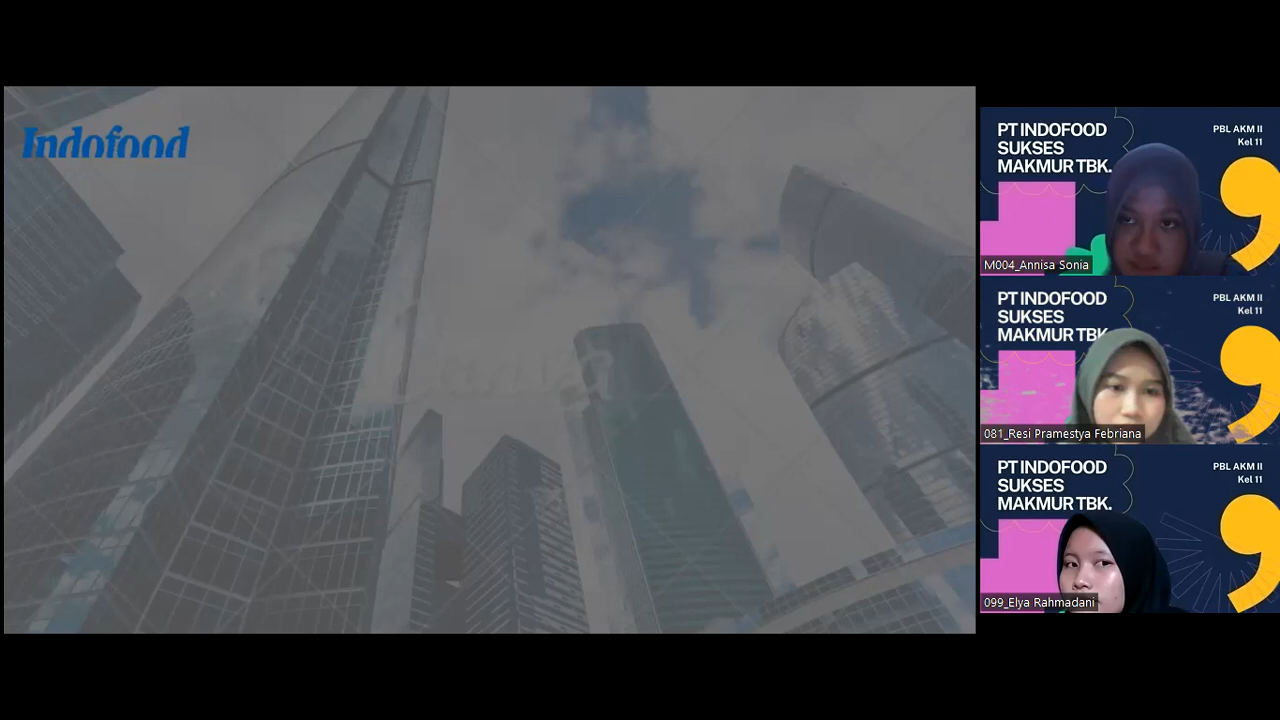 Indofood
PT INDOFOOD
SUKSES
MAKMUR TBK.
PBL AKM II
Kel 11
M004_Annisa Sonia
PT INDOFOOD
SUKSES
MAKMUR TBK.
PBL AKM II
Kel 11
081_Resi Pramestya Febriana
PT INDOFOOD
SUKSES
MAKMUR TBK.
PBL AKM II
Kel 11
099_Elya Rahmadani